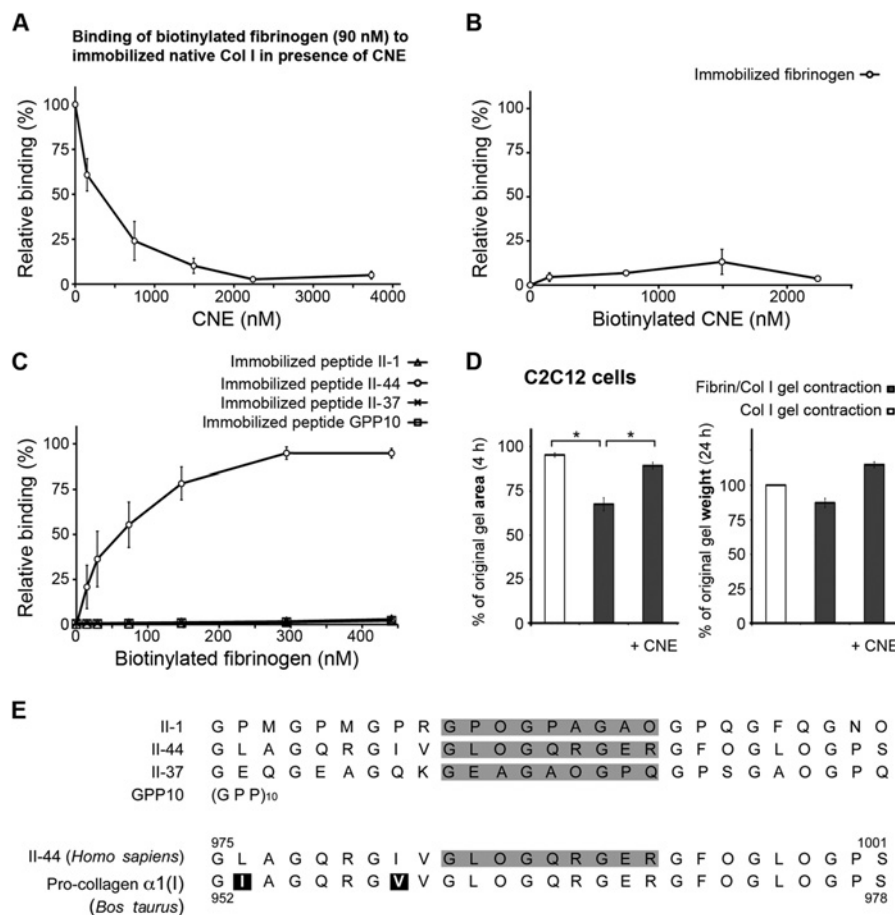 A
Binding of biotinylated fibrinogen (90 nM) to
immobilized native Col I in presence of CNE
Relative binding (%)
100
75
50
25
0
0 1000 2000 3000 4000
CNE (nM)
B
Immobilized fibrinogen
Relative binding (%)
100
75
50
25
0
0 1000 2000
Biotinylated CNE (nM)
C
Immobilized peptide II-1
Immobilized peptide II-44
Immobilized peptide II-37
Immobilized peptide GPP10
Relative binding (%)
100
75
50
25
0
0 100 200 300 400
Biotinylated fibrinogen (nM)
D
C2C12 cells
Fibrin/Col I gel contraction
Col I gel contraction
% of original gel area (4 h)
100
75
50
25
0
* *
+ CNE
% of original gel weight (24 h)
100
75
50
25
0
+ CNE
E
II-1 G P M G P M G P R G P O G P A G A O G P Q G F Q G N O
II-44 G L A G Q R G I V G L O G Q R G E R G F O G L O G P S
II-37 G E Q G E A G Q K G E A G A O G P Q G P S G A O G P Q
GPP10 (G P P)10
975 1001
II-44 (Homo sapiens) G L A G Q R G I V G L O G Q R G E R G F O G L O G P S
Pro-collagen α1(I) G I A G Q R G V V G L O G Q R G E R G F O G L O G P S
(Bos taurus) 952 978